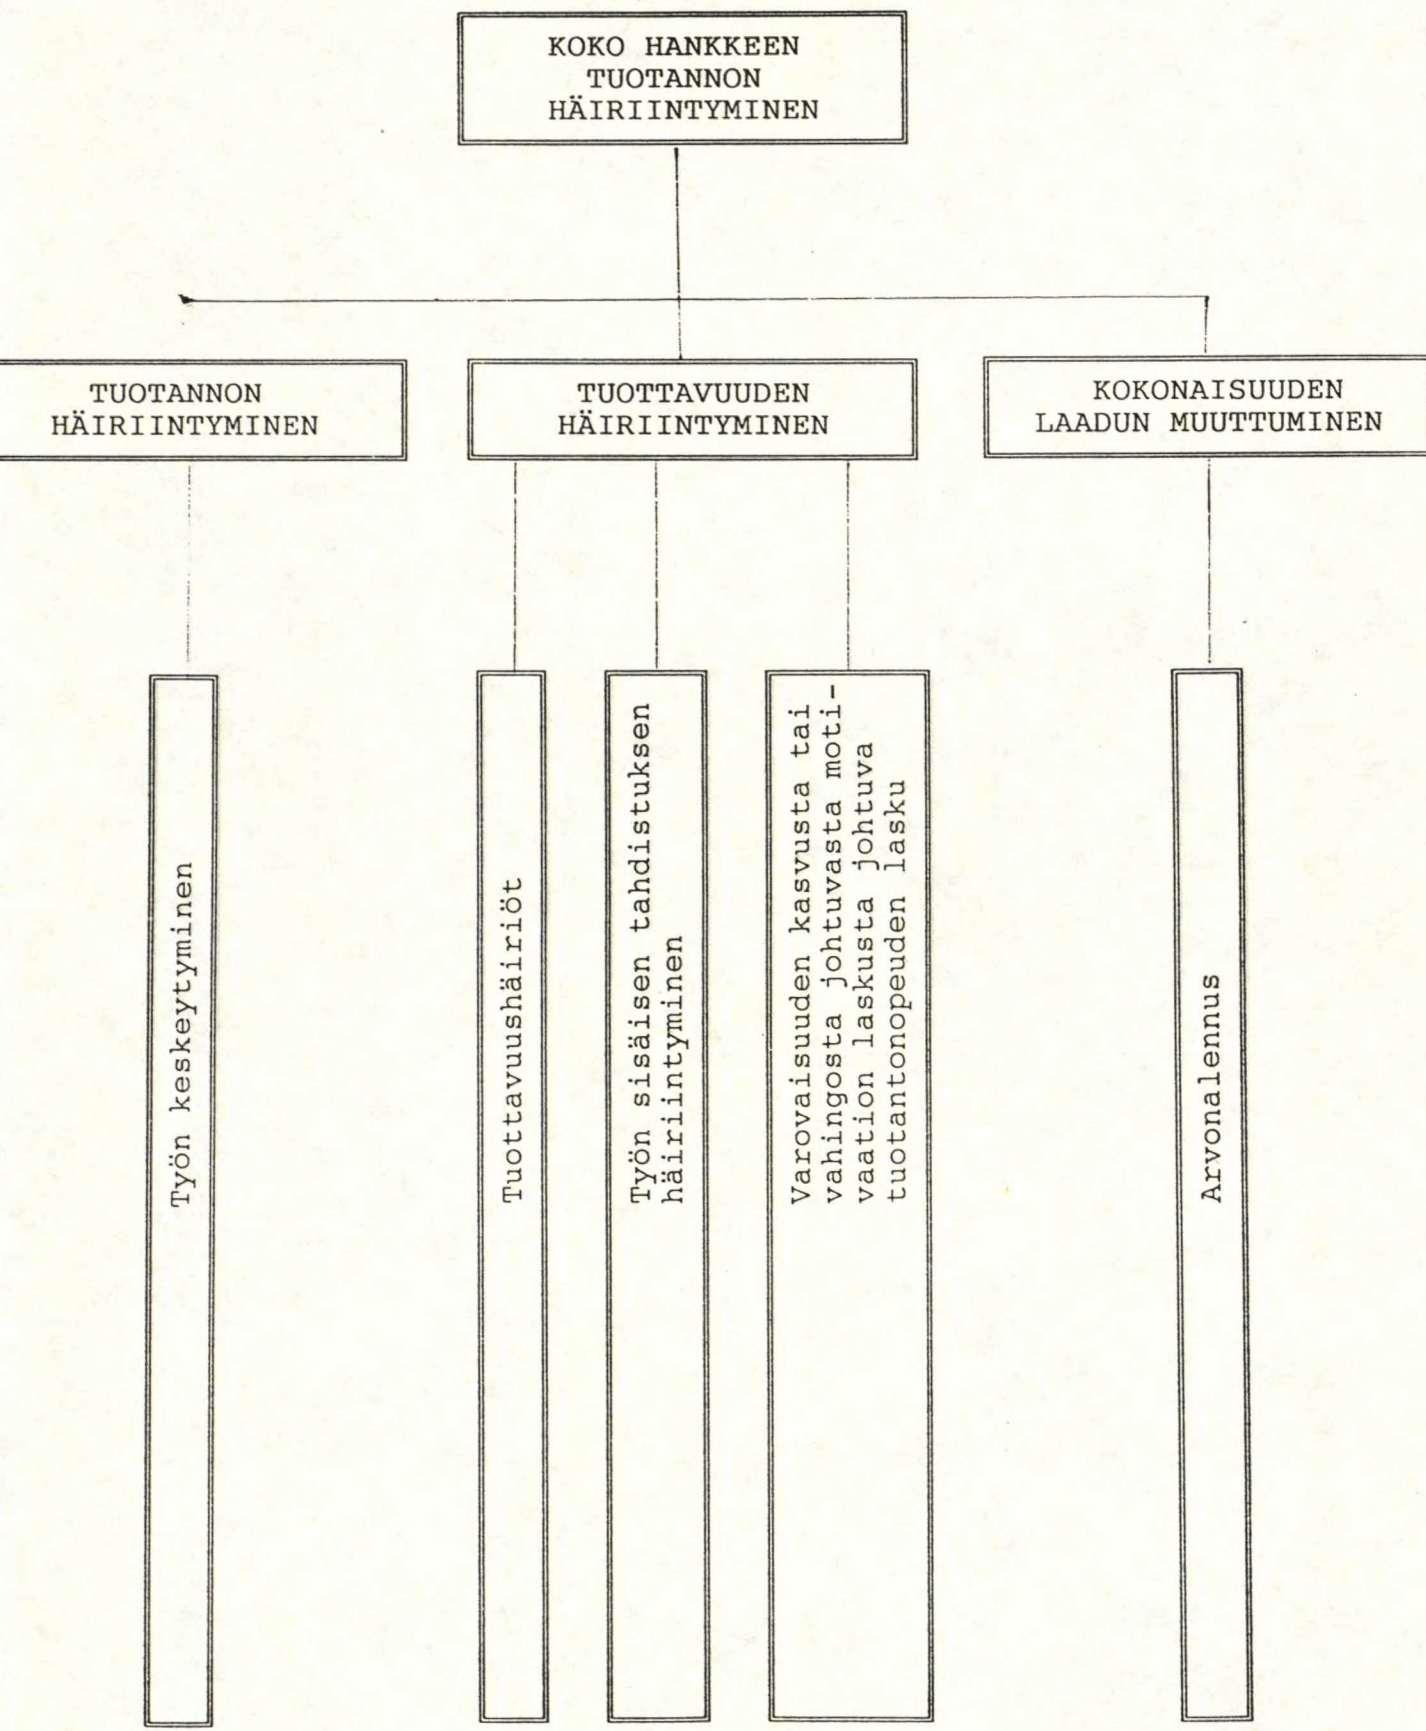 KOKO HANKKEEN
TUOTANNON
HÄIRIINTYMINEN
TUOTANNON
HÄIRIINTYMINEN
TUOTTAVUUDEN
HÄIRIINTYMINEN
KOKONAISUUDEN
LAADUN MUUTTUMINEN
Työn keskeytyminen
Tuottavuushäiriöt
Työn sisäisen tahdistuksen
häiriintyminen
Varovaisuuden kasvusta tai
vahingosta johtuvasta moti-
vaation laskusta johtuva
tuotantonopeuden lasku
Arvonalennus